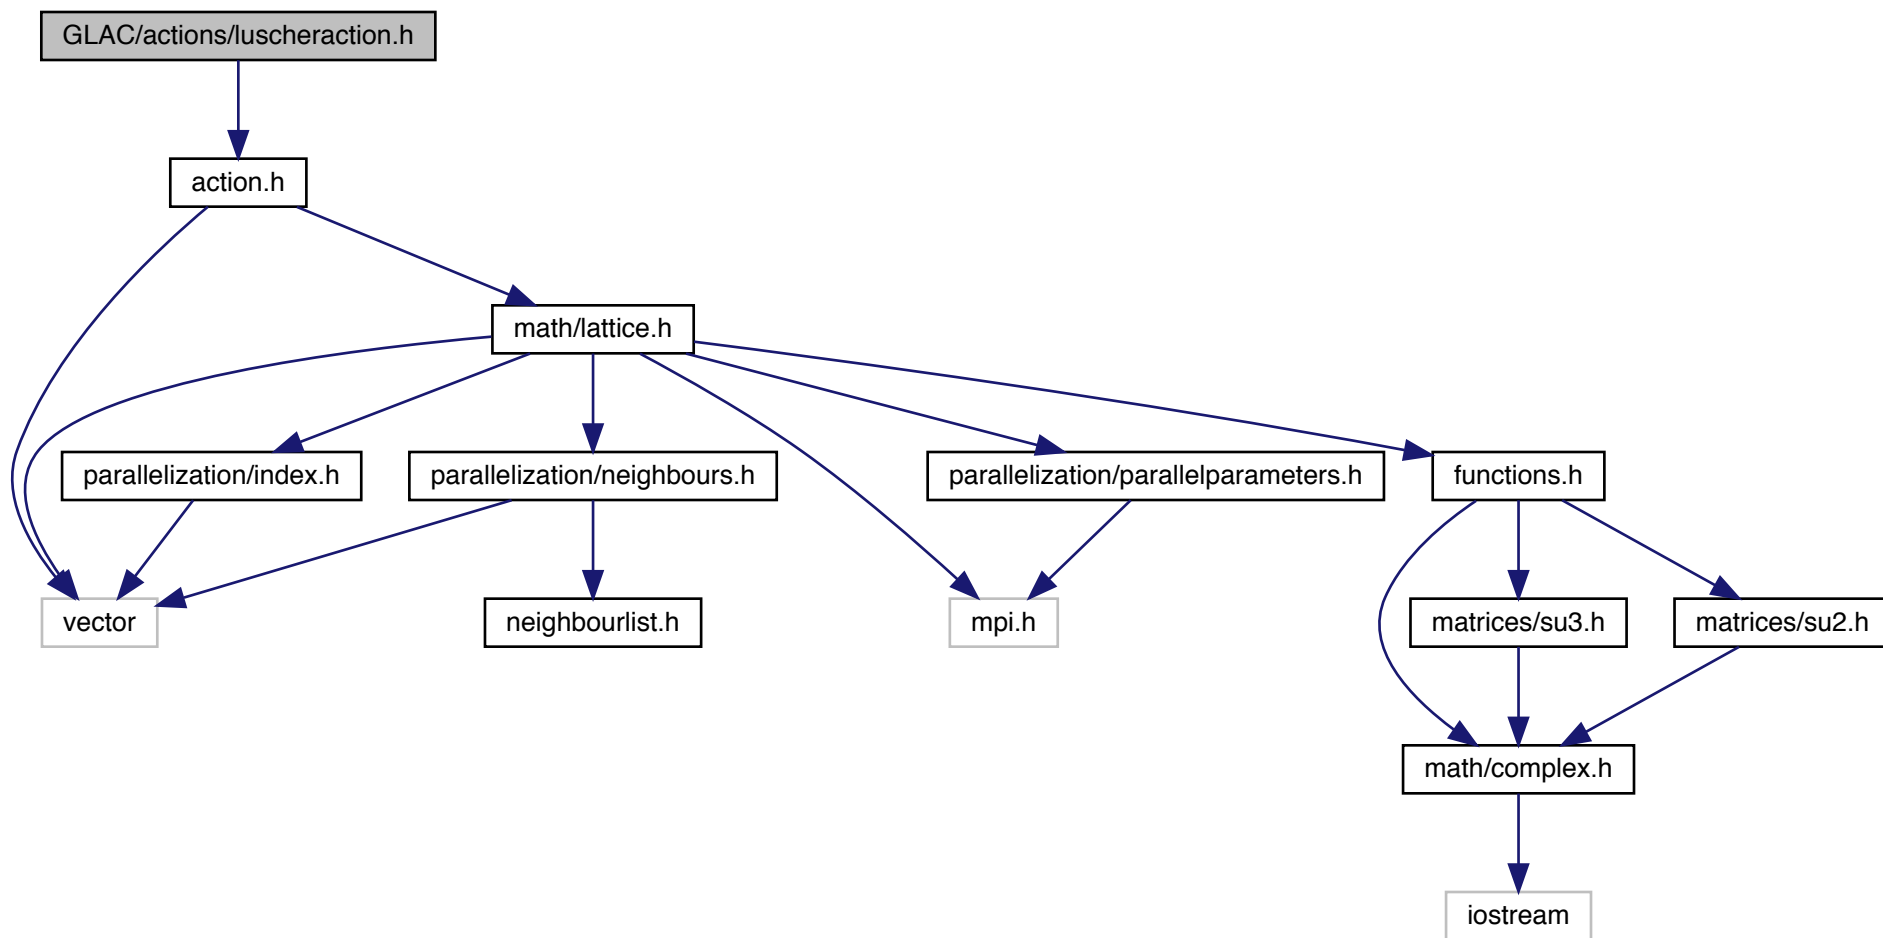 GLAC/actions/luscheraction.h
action.h
math/lattice.h
parallelization/index.h
parallelization/neighbours.h
parallelization/parallelparameters.h
functions.h
vector
neighbourlist.h
mpi.h
matrices/su3.h
matrices/su2.h
math/complex.h
iostream